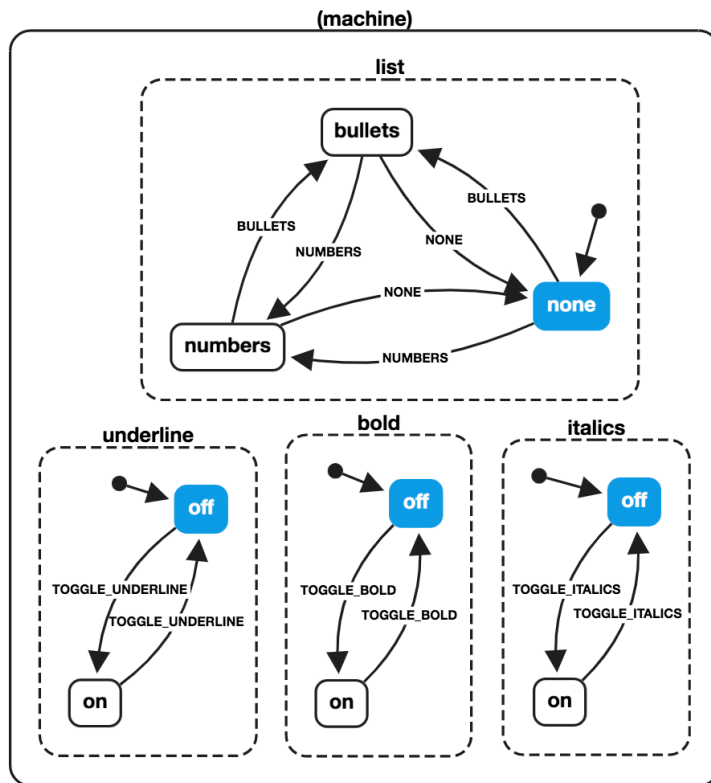 (machine)
list
bullets
BULLETS
BULLETS
NUMBERS
NONE
NONE
none
numbers
NUMBERS
underline
off
TOGGLE_UNDERLINE
TOGGLE_UNDERLINE
on
bold
off
TOGGLE_BOLD
TOGGLE_BOLD
on
italics
off
TOGGLE_ITALICS
TOGGLE_ITALICS
on